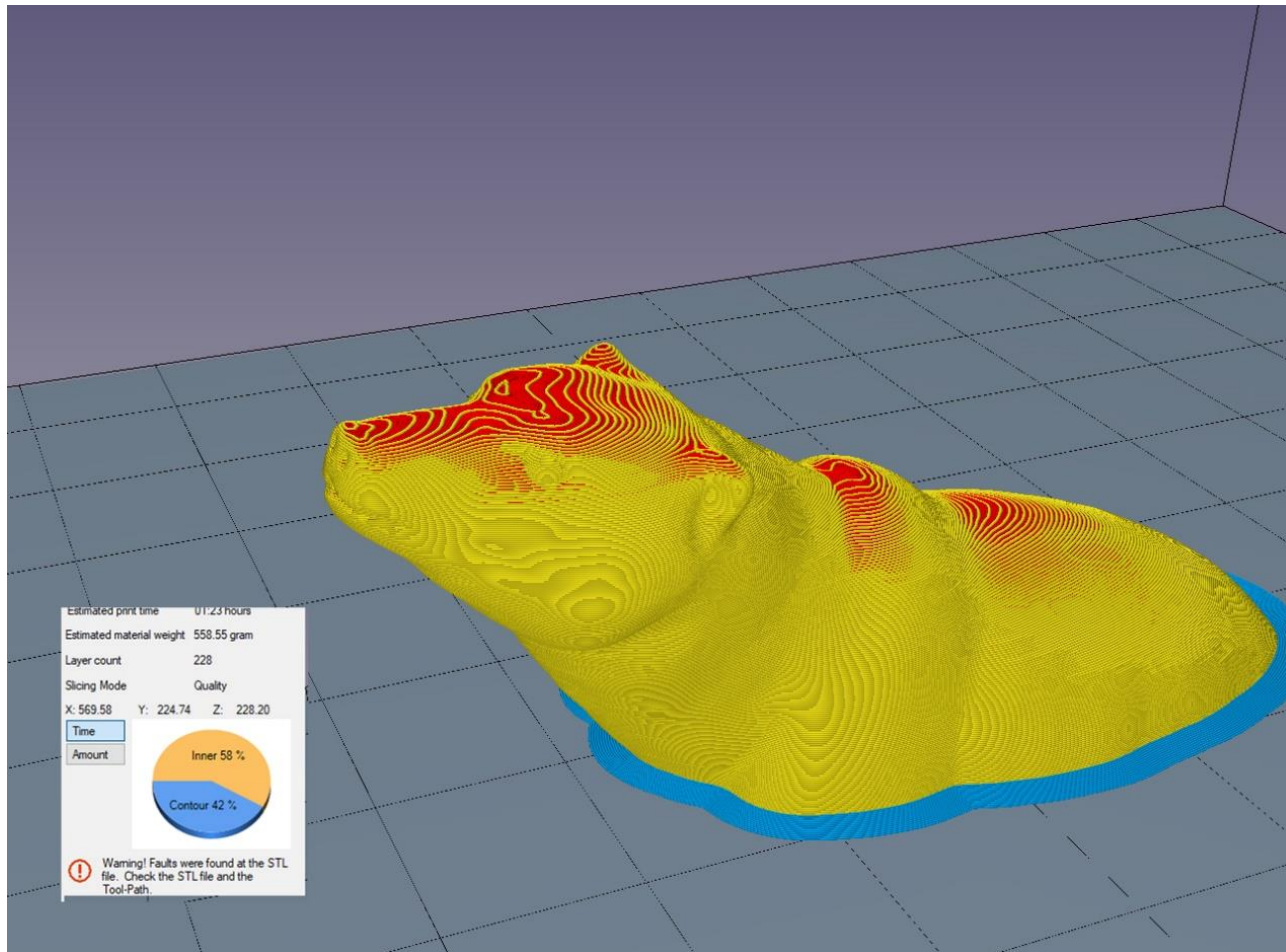 Estimated print time 01:23 hours
Estimated material weight 558.55 gram
Layer count 228
Slicing Mode Quality
X: 569.58 Y: 224.74 Z: 228.20
Time
Amount
Inner 58 %
Contour 42 %
Warning! Faults were found at the STL
file. Check the STL file and the
Tool-Path.